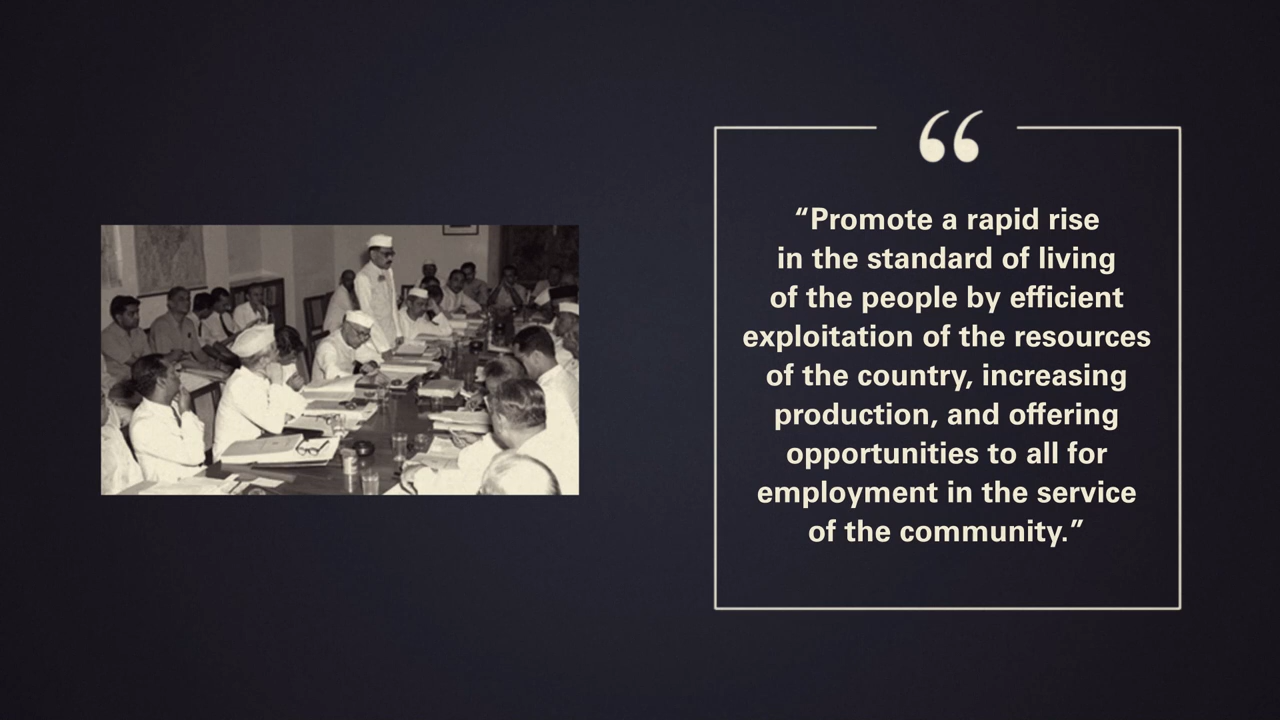 “
“Promote a rapid rise
in the standard of living
of the people by efficient
exploitation of the resources
of the country, increasing
production, and offering
opportunities to all for
employment in the service
of the community.”